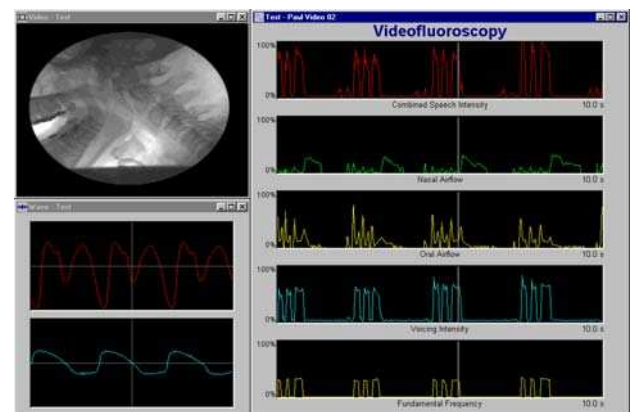 Video - Test
Test - Paul Video 02
Videofluoroscopy
100%
0%
Combined Speech Intensity
10.0 s
100%
0%
Nasal Airflow
10.0 s
100%
0%
Oral Airflow
10.0 s
100%
0%
Voicing Intensity
10.0 s
100%
0%
Fundamental Frequency
10.0 s
Wave - Test